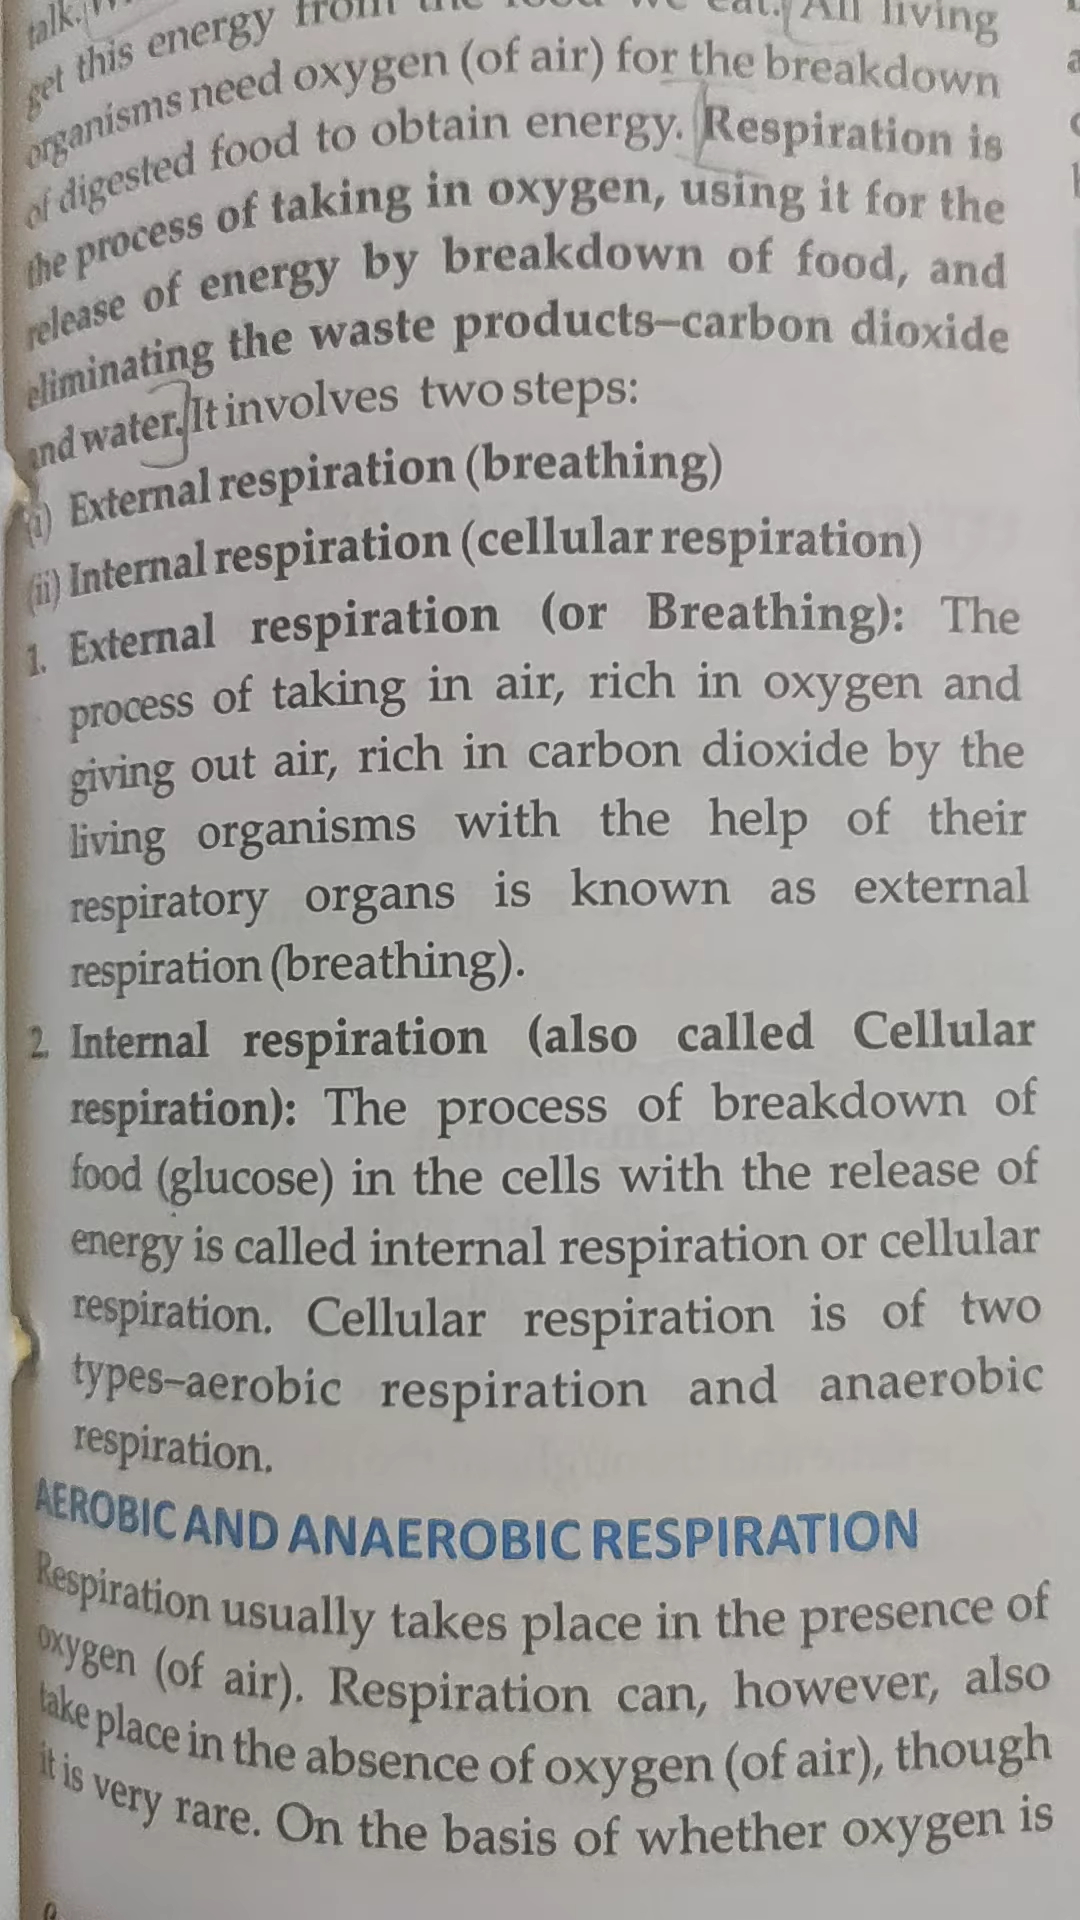 talk.
get this energy from the food we eat. All living
organisms need oxygen (of air) for the breakdown
of digested food to obtain energy. Respiration is
the process of taking in oxygen, using it for the
release of energy by breakdown of food, and
eliminating the waste products–carbon dioxide
and water. It involves two steps:
(i) External respiration (breathing)
(ii) Internal respiration (cellular respiration)
1. External respiration (or Breathing): The
process of taking in air, rich in oxygen and
giving out air, rich in carbon dioxide by the
living organisms with the help of their
respiratory organs is known as external
respiration (breathing).
2. Internal respiration (also called Cellular
respiration): The process of breakdown of
food (glucose) in the cells with the release of
energy is called internal respiration or cellular
respiration. Cellular respiration is of two
types–aerobic respiration and anaerobic
respiration.
AEROBIC AND ANAEROBIC RESPIRATION
Respiration usually takes place in the presence of
oxygen (of air). Respiration can, however, also
take place in the absence of oxygen (of air), though
it is very rare. On the basis of whether oxygen is